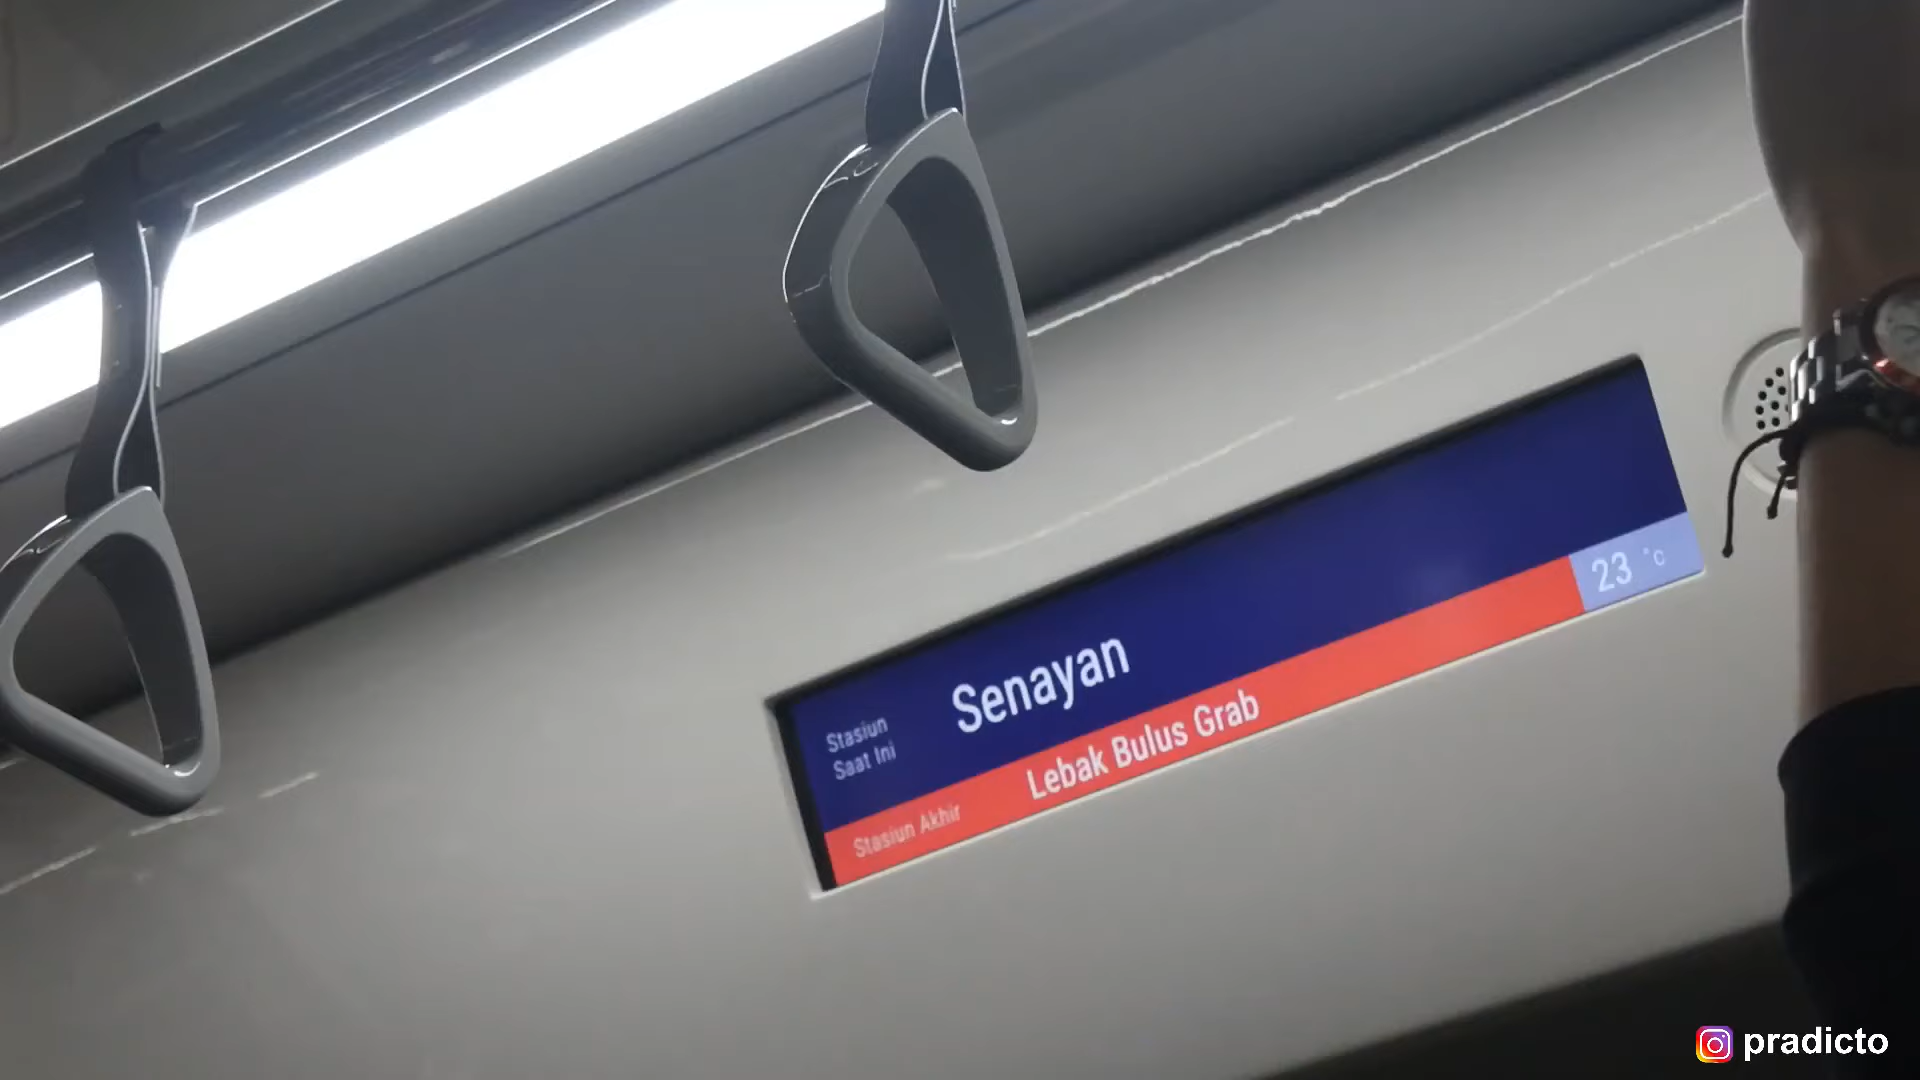 Senayan
Stasiun
Saat Ini
Lebak Bulus Grab
Stasiun Akhir
23 °c
pradicto